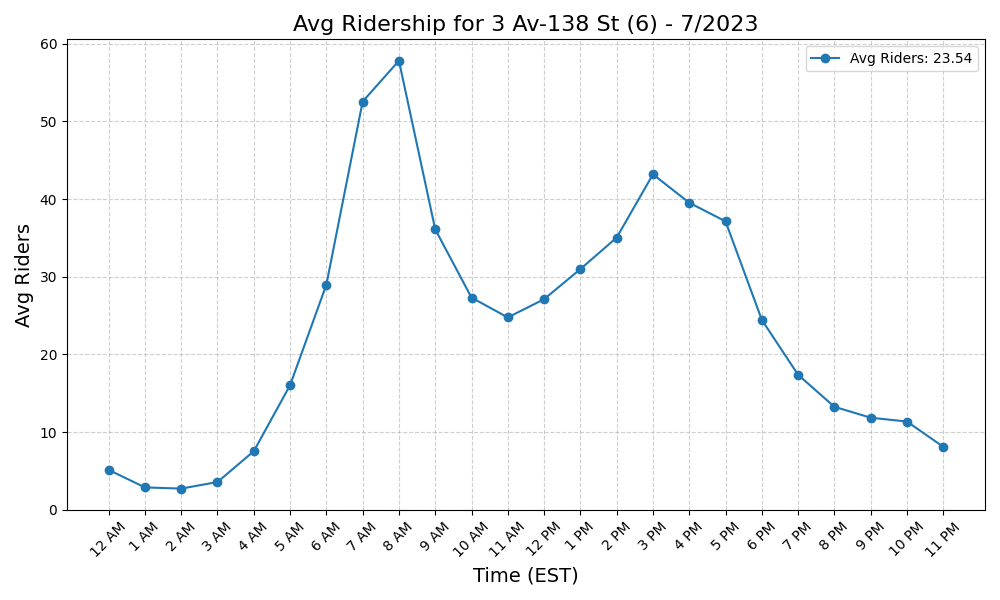 Avg Ridership for 3 Av-138 St (6) - 7/2023
Avg Riders: 23.54
60
50
40
30
20
10
0
Avg Riders
12 AM
1 AM
2 AM
3 AM
4 AM
5 AM
6 AM
7 AM
8 AM
9 AM
10 AM
11 AM
12 PM
1 PM
2 PM
3 PM
4 PM
5 PM
6 PM
7 PM
8 PM
9 PM
10 PM
11 PM
Time (EST)